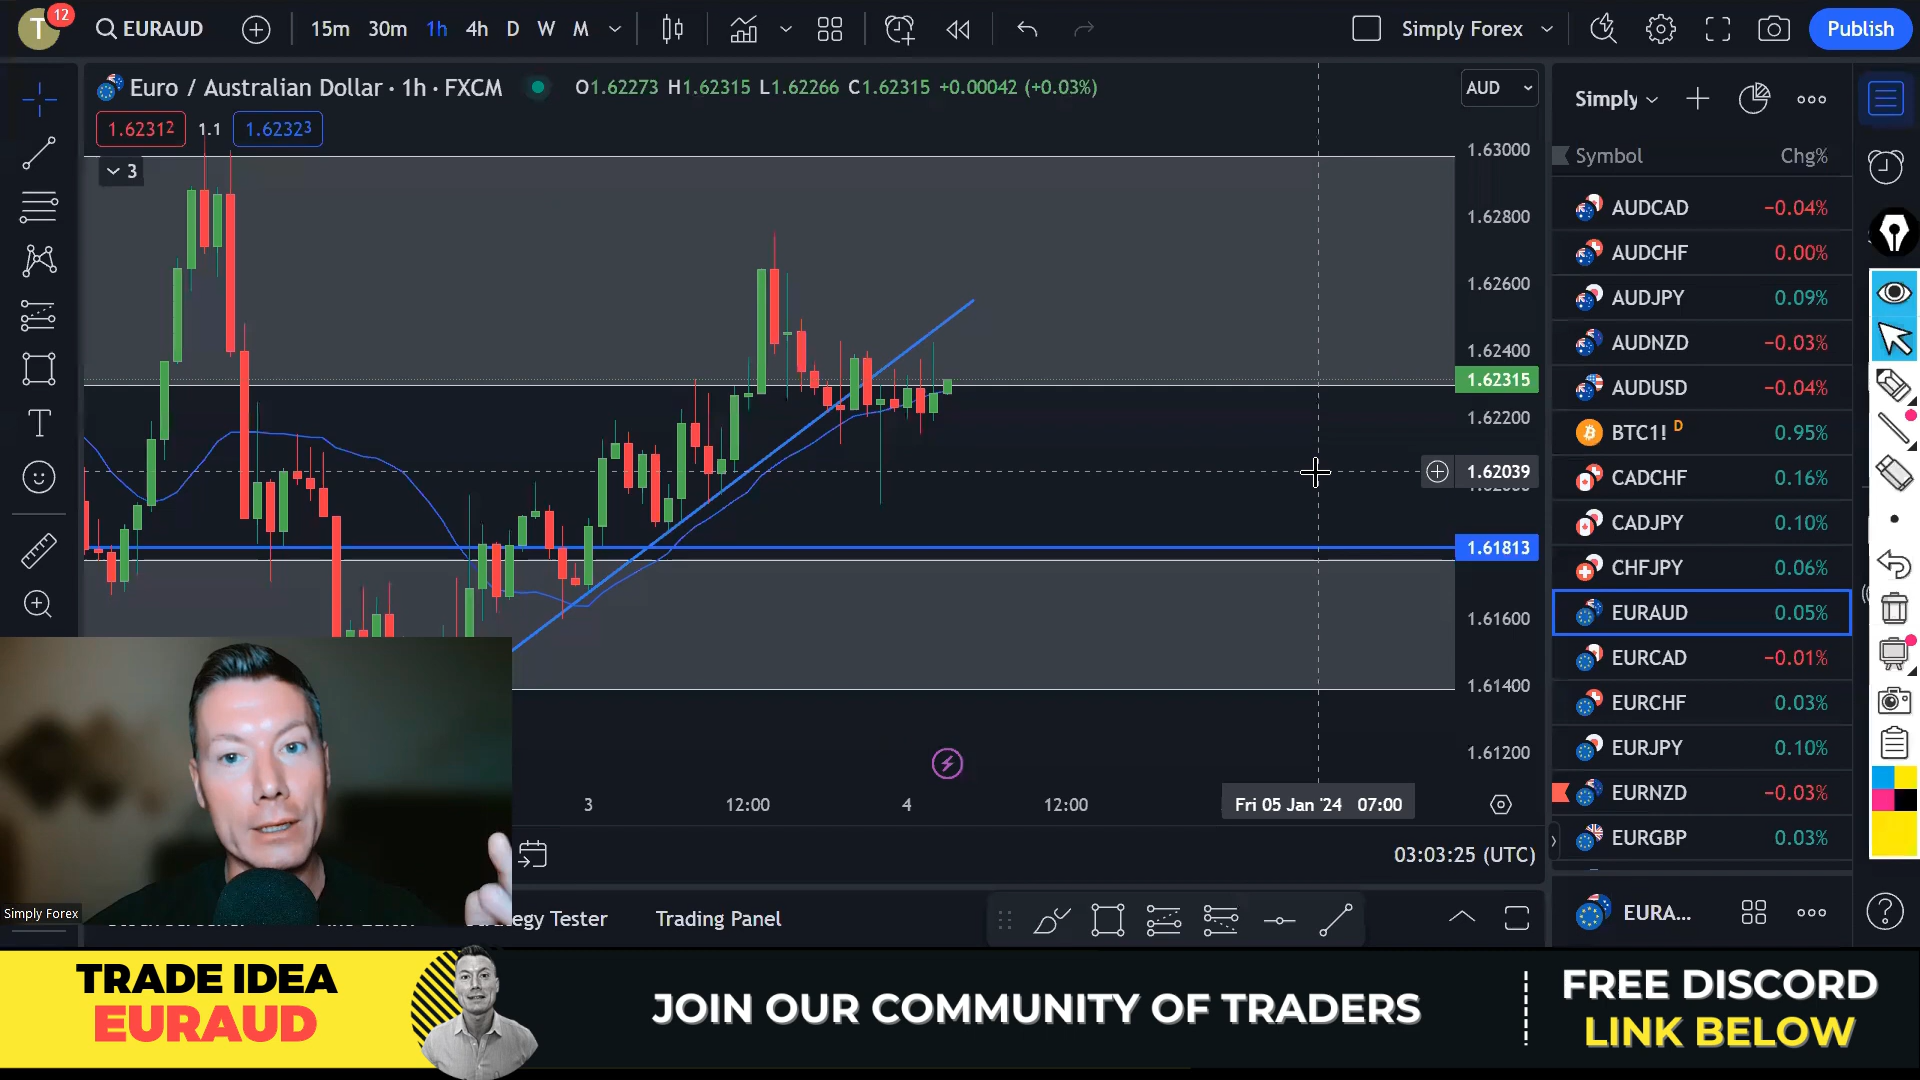 T
12
EURAUD
15m 30m 1h 4h D W M
Simply Forex
Publish
Euro / Australian Dollar · 1h · FXCM
O1.62273 H1.62315 L1.62266 C1.62315 +0.00042 (+0.03%)
AUD
1.62312 1.1 1.62323
3
1.63000
1.62800
1.62600
1.62400
1.62315
1.62200
1.62039
1.61813
1.61600
1.61400
1.61200
3 12:00 4 12:00 Fri 05 Jan '24 07:00
03:03:25 (UTC)
Simply
Symbol Chg%
AUDCAD −0.04%
AUDCHF 0.00%
AUDJPY 0.09%
AUDNZD −0.03%
AUDUSD −0.04%
BTC1! D 0.95%
CADCHF 0.16%
CADJPY 0.10%
CHFJPY 0.06%
EURAUD 0.05%
EURCAD −0.01%
EURCHF 0.03%
EURJPY 0.10%
EURNZD −0.03%
EURGBP 0.03%
EURA...
Simply Forex
egy Tester
Trading Panel
TRADE IDEA
EURAUD
JOIN OUR COMMUNITY OF TRADERS
FREE DISCORD
LINK BELOW